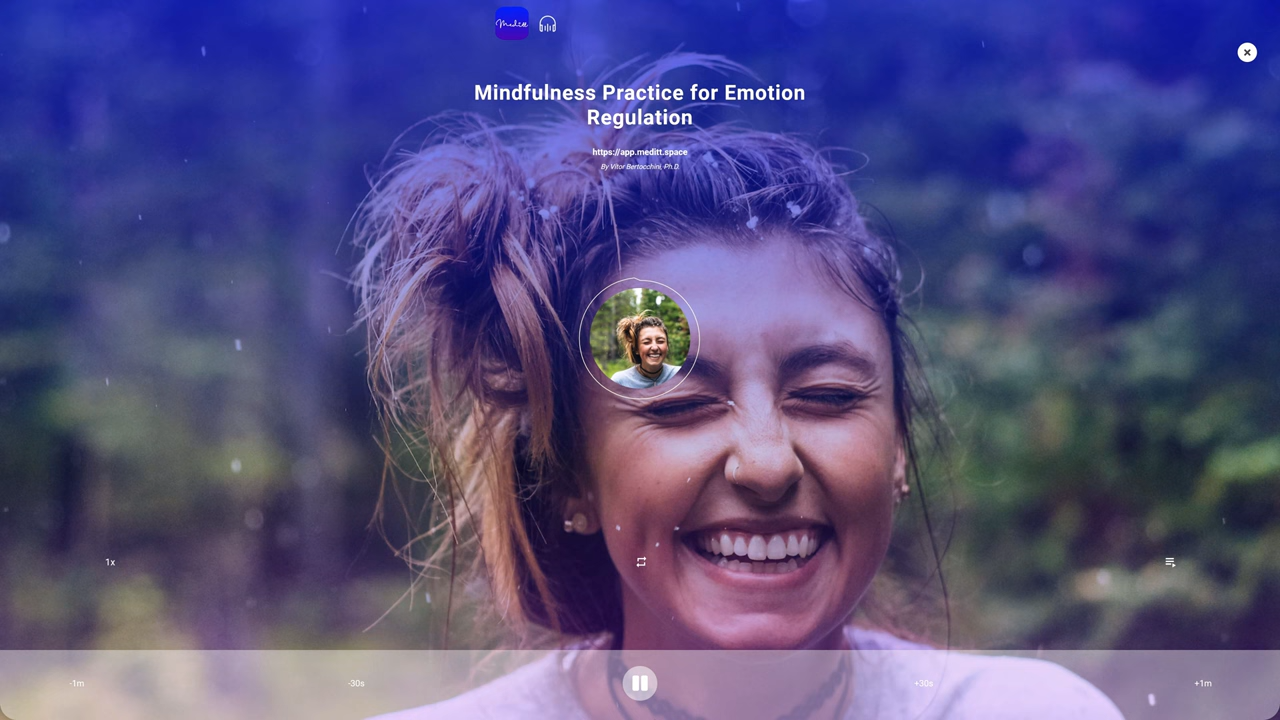 Meditt
Mindfulness Practice for Emotion
Regulation
https://app.meditt.space
By Vitor Bertocchini, Ph.D.
1x
-1m
-30s
+30s
+1m